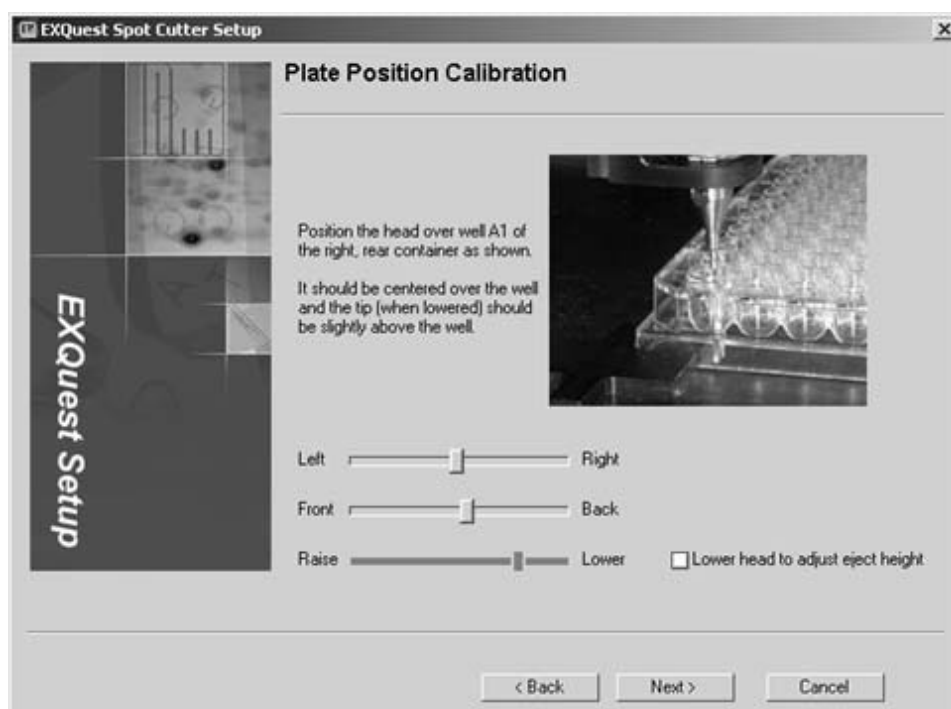 EXQuest Spot Cutter Setup
Plate Position Calibration
Position the head over well A1 of
the right, rear container as shown.
It should be centered over the well
and the tip (when lowered) should
be slightly above the well.
EXQuest Setup
Left
Right
Front
Back
Raise
Lower
Lower head to adjust eject height
< Back
Next >
Cancel